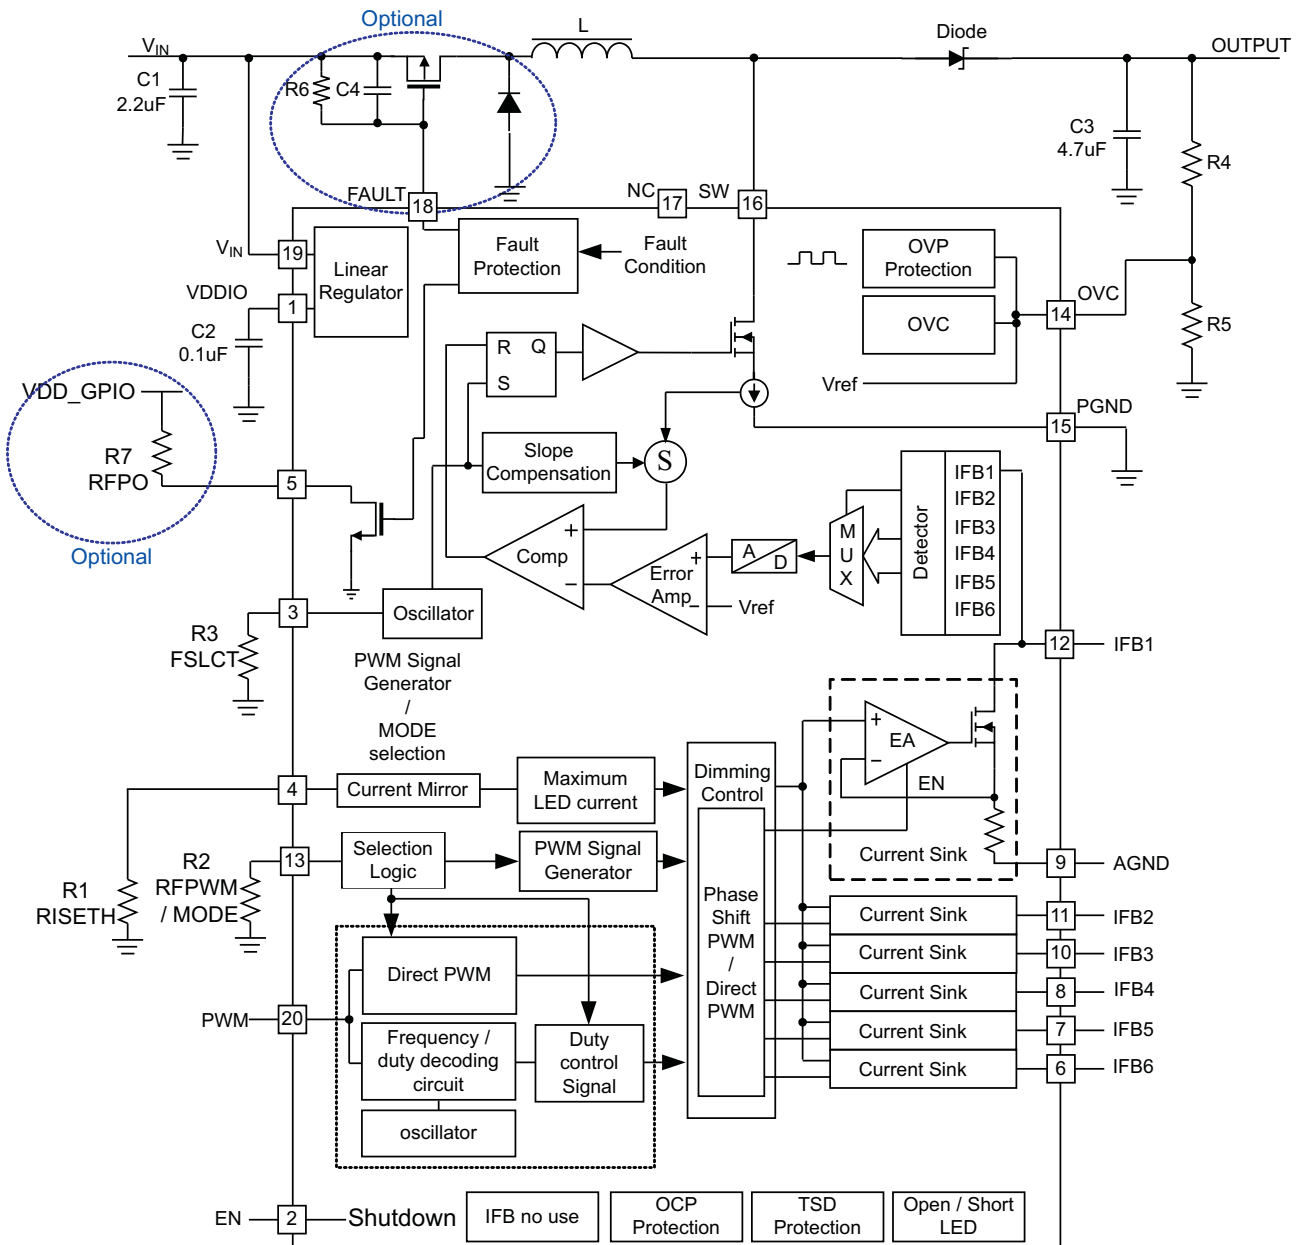 Optional
L
Diode
OUTPUT
VIN
C1
2.2uF
R6
C4
C3
4.7uF
R4
FAULT
18
NC
17
SW
16
VIN
19
Linear
Regulator
Fault
Protection
Fault
Condition
OVP
Protection
VDDIO
1
OVC
OVC
14
R5
C2
0.1uF
R
Q
S
Vref
VDD_GPIO
PGND
15
R7
RFPO
5
Slope
Compensation
S
Detector
IFB1
IFB2
IFB3
IFB4
IFB5
IFB6
MUX
Optional
+
Comp
−
+
Error
Amp
−
A
D
Vref
3
Oscillator
R3
FSLCT
12
IFB1
PWM Signal
Generator
/
MODE
selection
+
EA
−
EN
Current Sink
4
Current Mirror
Maximum
LED current
Dimming
Control
13
Selection
Logic
PWM Signal
Generator
9
AGND
R1
RISETH
R2
RFPWM
/ MODE
Phase
Shift
PWM
/
Direct
PWM
Current Sink
11
IFB2
Current Sink
10
IFB3
Direct PWM
Current Sink
8
IFB4
PWM
20
Current Sink
7
IFB5
Frequency /
duty decoding
circuit
Duty
control
Signal
Current Sink
6
IFB6
oscillator
EN
2
Shutdown
IFB no use
OCP
Protection
TSD
Protection
Open / Short
LED